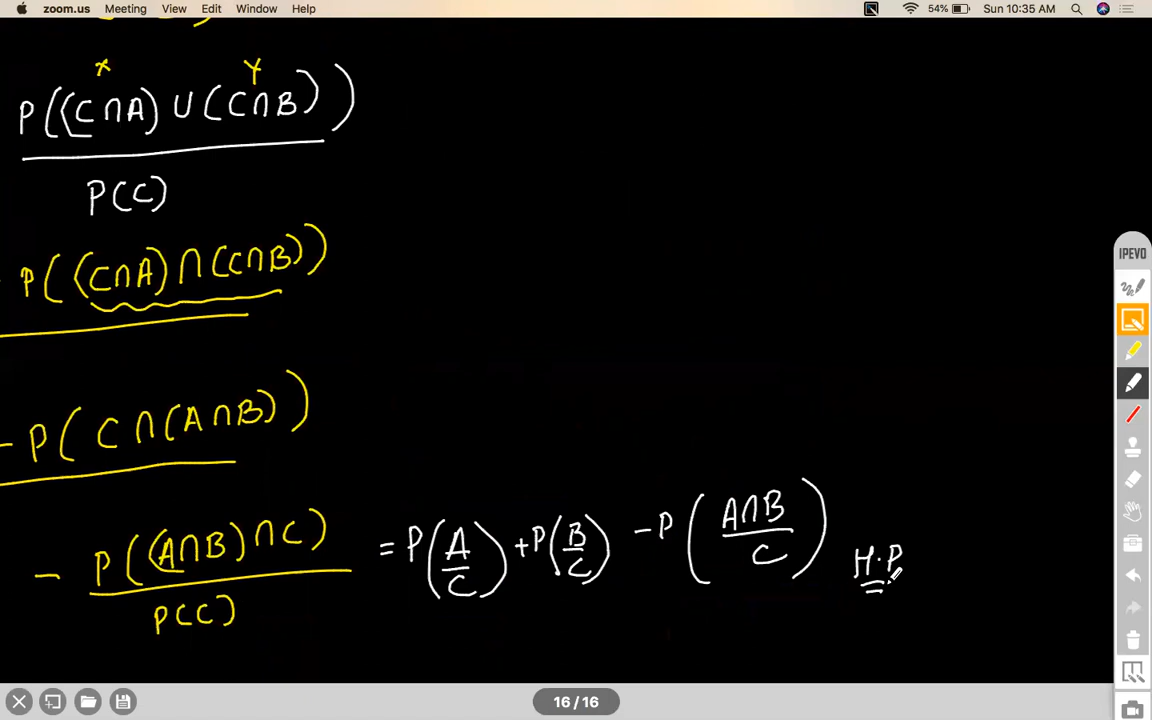 zoom.us Meeting View Edit Window Help 54% Sun 10:35 AM
x y
P((C∩A) ∪ (C∩B))
P(C)
P((C∩A)∩(C∩B))
IPEVO
-P(C∩(A∩B))
- P((A∩B)∩C) / P(C) = P(A/C) + P(B/C) - P(A∩B/C) H.P
16 / 16